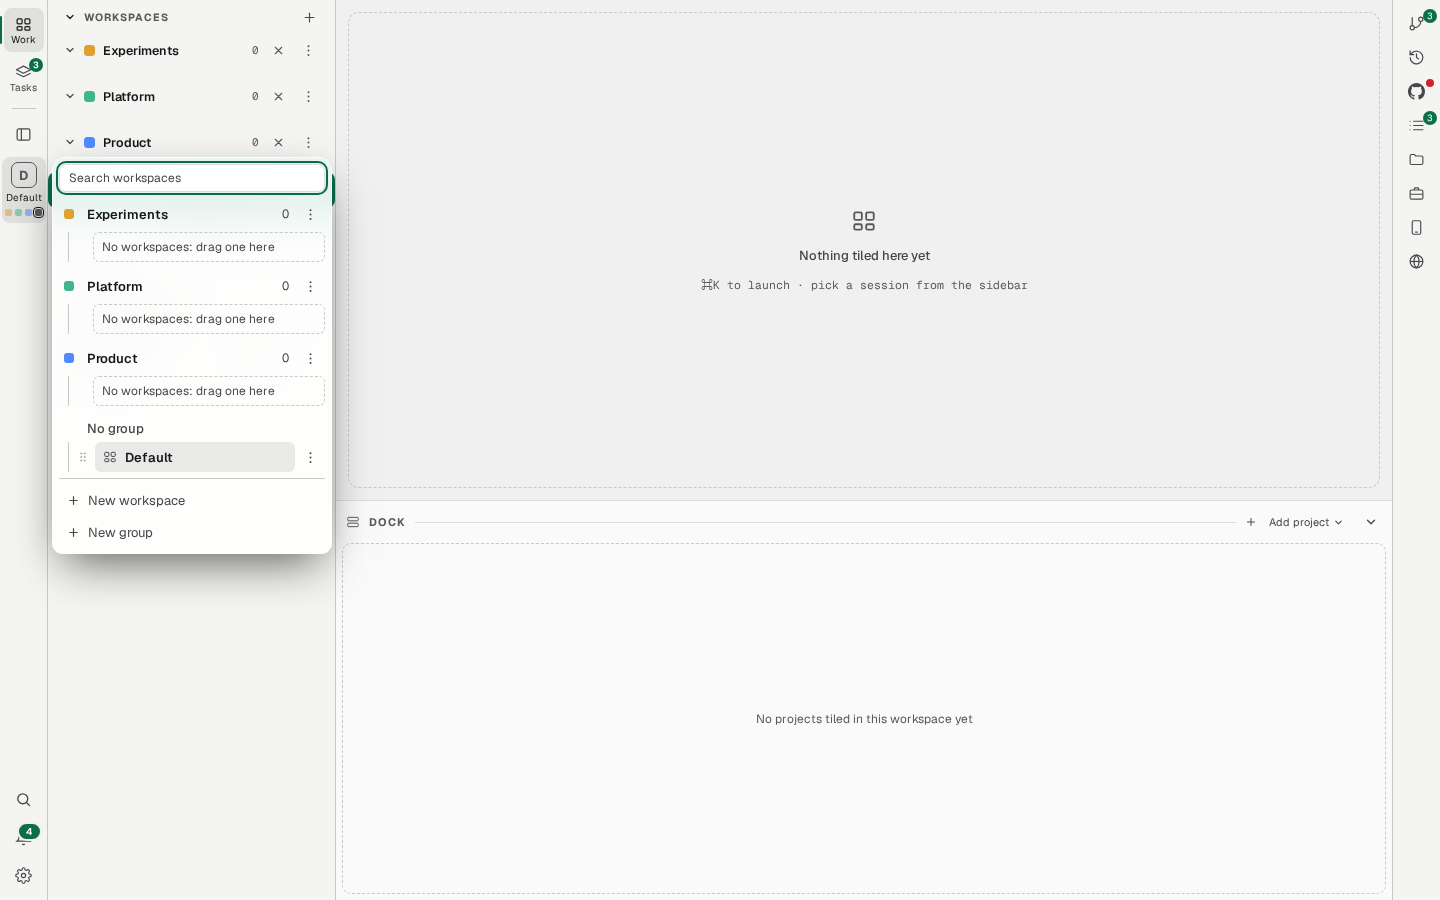 Work
3
Tasks
D
Default
4
WORKSPACES
Experiments 0
Platform 0
Product 0
Search workspaces
Experiments 0
No workspaces: drag one here
Platform 0
No workspaces: drag one here
Product 0
No workspaces: drag one here
No group
Default
New workspace
New group
Nothing tiled here yet
⌘K to launch · pick a session from the sidebar
DOCK
Add project
No projects tiled in this workspace yet
3
3